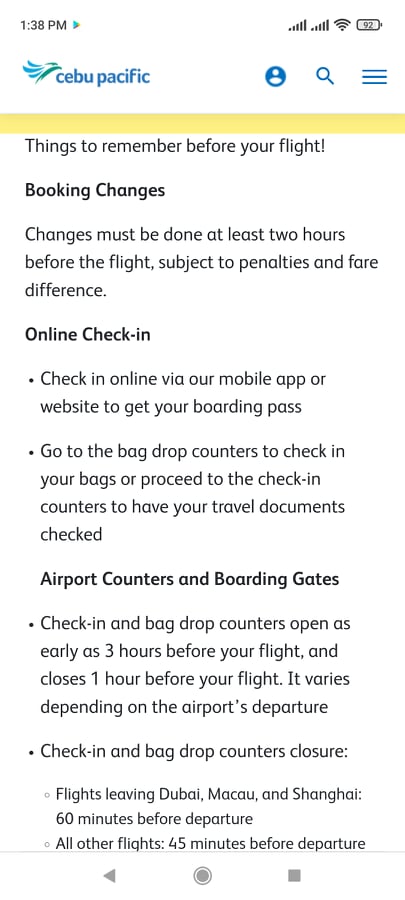 1:38 PM
92
cebu pacific
Things to remember before your flight!
Booking Changes
Changes must be done at least two hours
before the flight, subject to penalties and fare
difference.
Online Check-in
• Check in online via our mobile app or
website to get your boarding pass
• Go to the bag drop counters to check in
your bags or proceed to the check-in
counters to have your travel documents
checked
Airport Counters and Boarding Gates
• Check-in and bag drop counters open as
early as 3 hours before your flight, and
closes 1 hour before your flight. It varies
depending on the airport's departure
• Check-in and bag drop counters closure:
◦ Flights leaving Dubai, Macau, and Shanghai:
60 minutes before departure
◦ All other flights: 45 minutes before departure